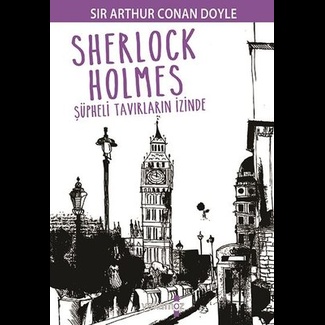 SIR ARTHUR CONAN DOYLE
SHERLOCK
HOLMES
ŞÜPHELİ TAVIRLARIN İZİNDE